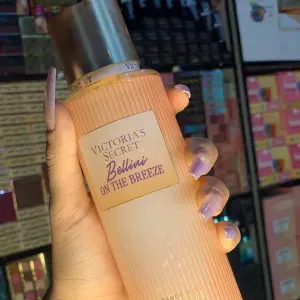 VICTORIA'S
SECRET
Bellini
ON THE BREEZE